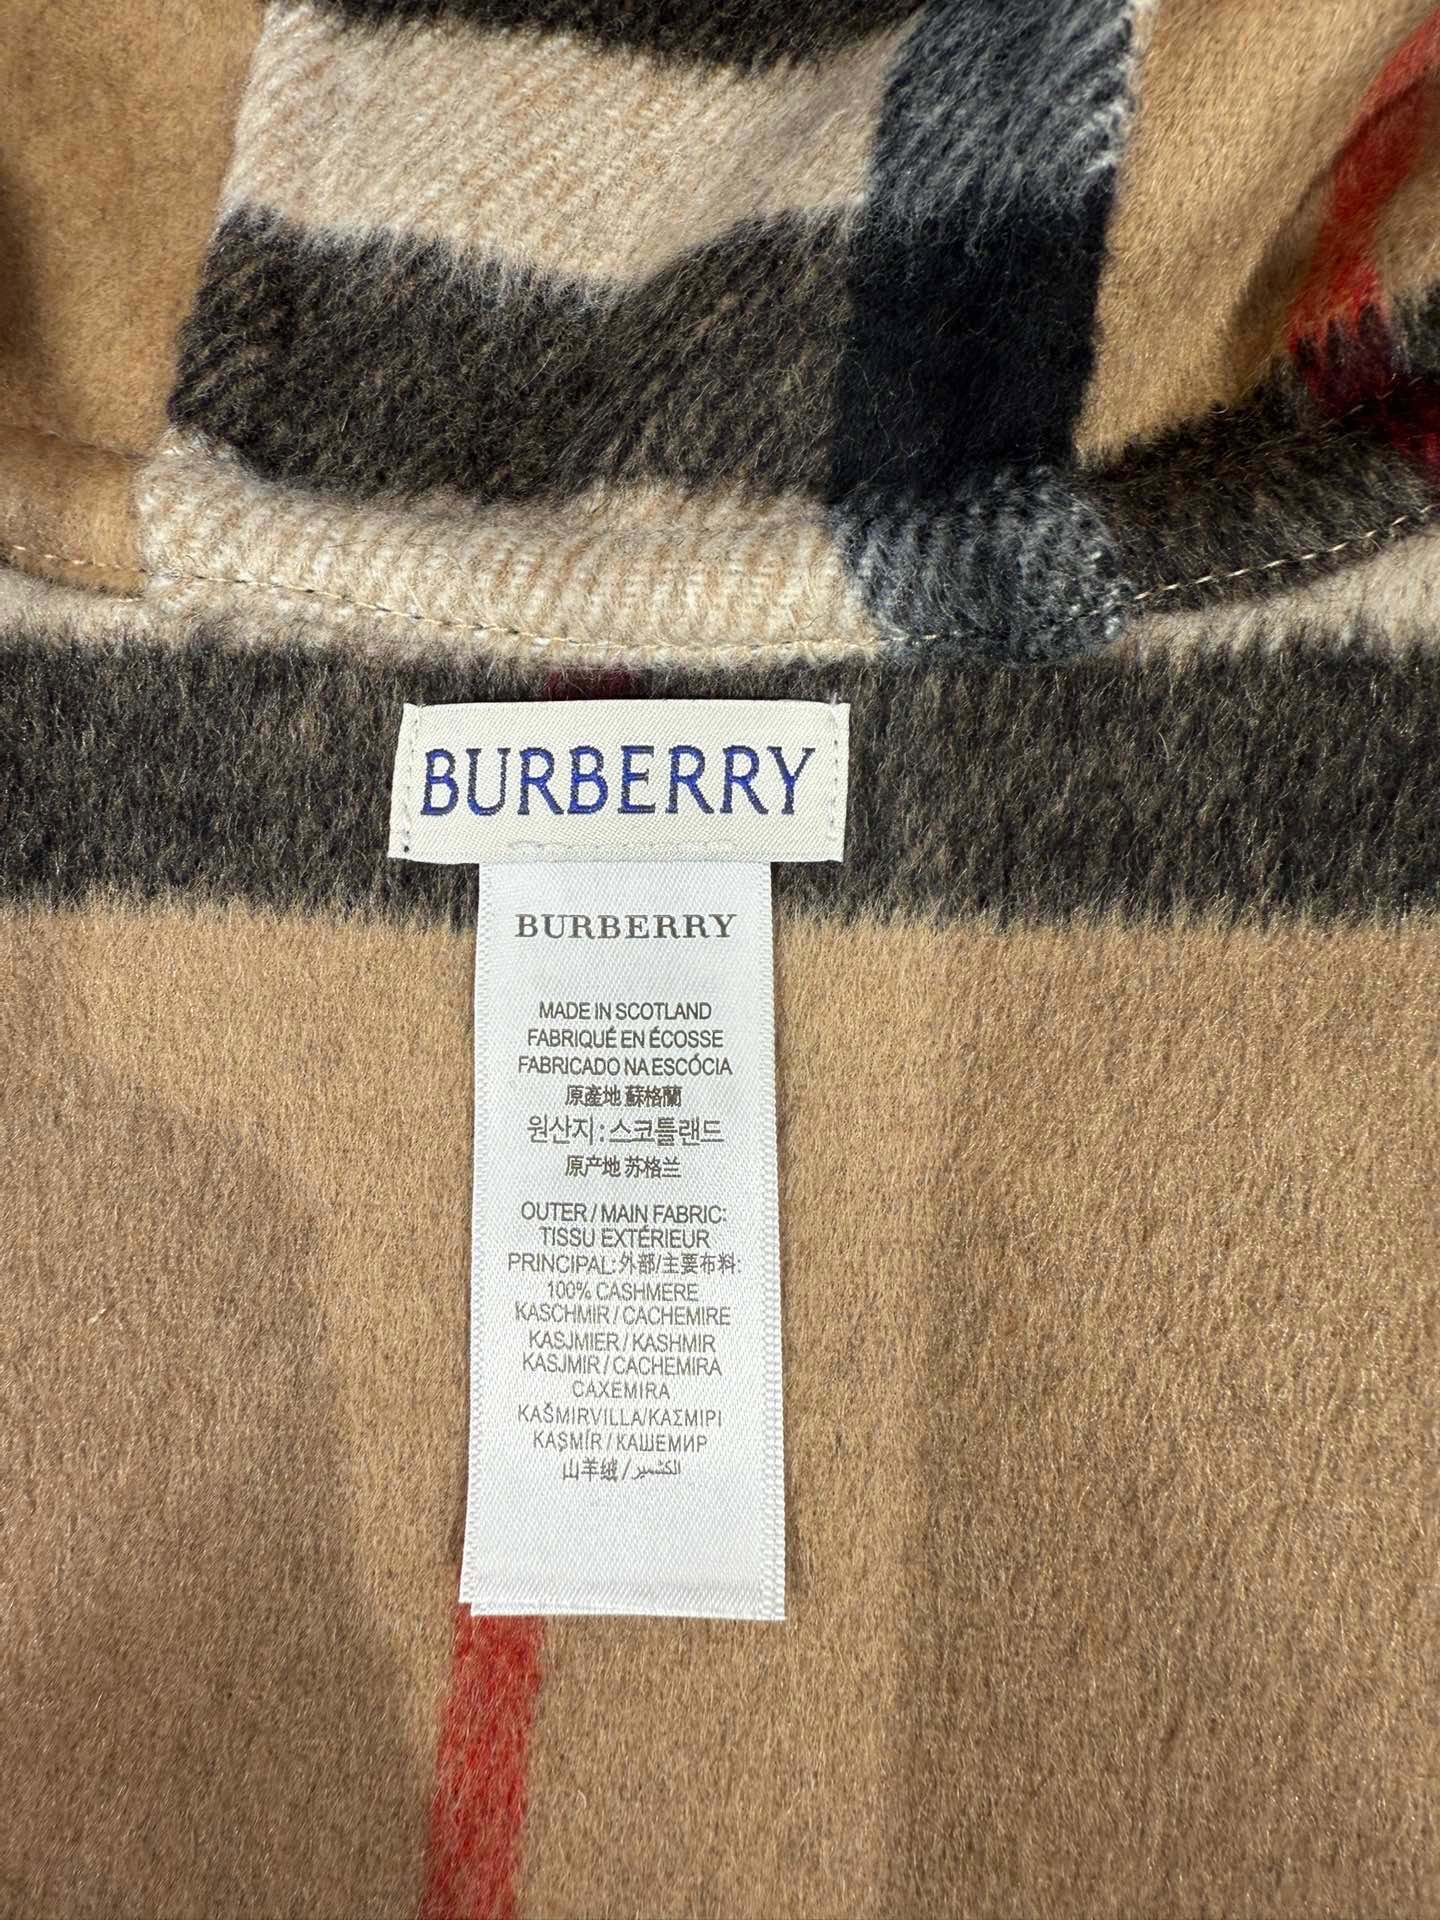 BURBERRY
BURBERRY
MADE IN SCOTLAND
FABRIQUÉ EN ÉCOSSE
FABRICADO NA ESCÓCIA
原產地 蘇格蘭
원산지 : 스코틀랜드
原产地 苏格兰
OUTER / MAIN FABRIC:
TISSU EXTÉRIEUR
PRINCIPAL:外部/主要布料:
100% CASHMERE
KASCHMIR / CACHEMIRE
KASJMIER / KASHMIR
KASJMIR / CACHEMIRA
CAXEMIRA
KAŠMIRVILLA/ΚΑΣΜΙΡΙ
KAŞMİR / КАШЕМИР
山羊绒 / الكشمير